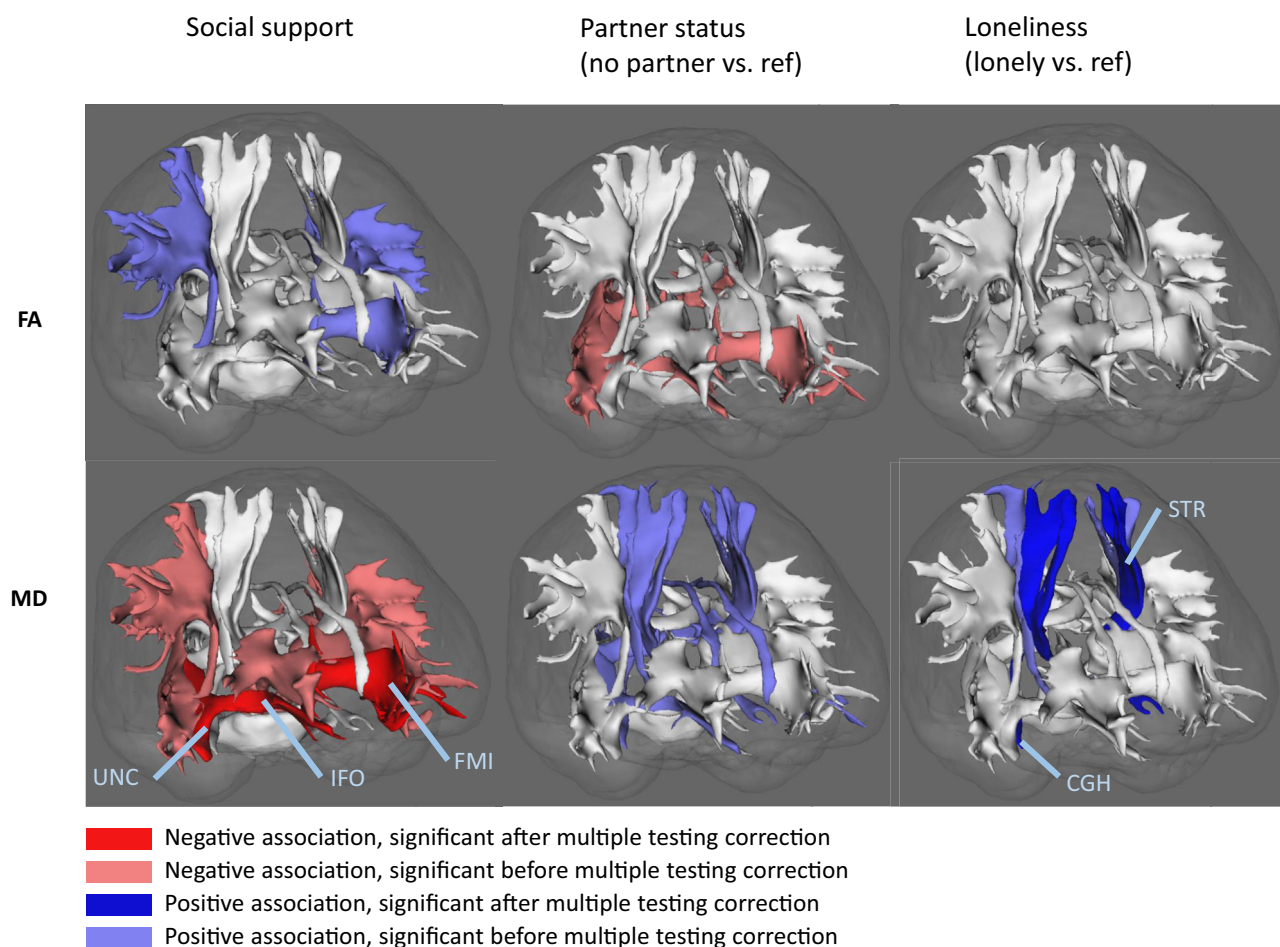 Social support
Partner status
(no partner vs. ref)
Loneliness
(lonely vs. ref)
FA
MD
STR
UNC
IFO
FMI
CGH
Negative association, significant after multiple testing correction
Negative association, significant before multiple testing correction
Positive association, significant after multiple testing correction
Positive association, significant before multiple testing correction